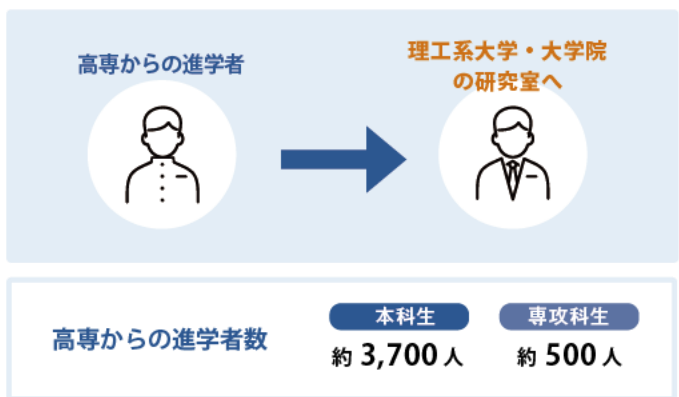 高専からの進学者
理工系大学・大学院
の研究室へ
高専からの進学者数
本科生
約 3,700 人
専攻科生
約 500 人